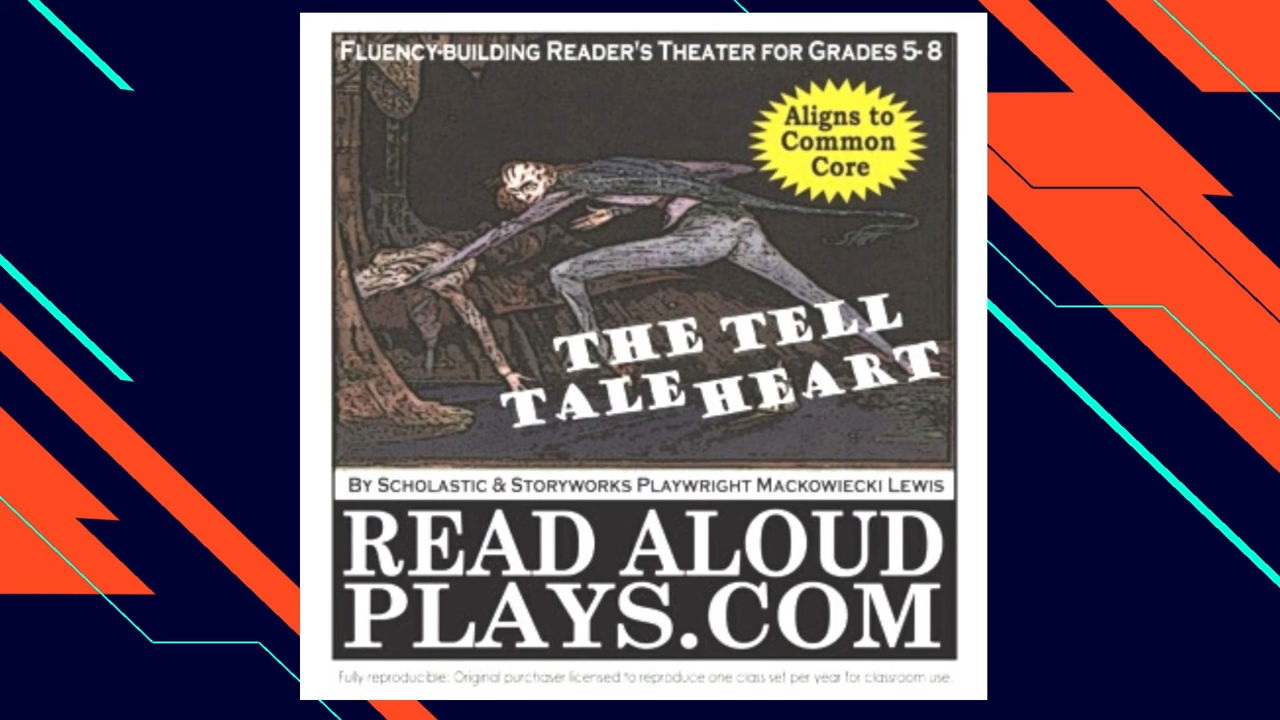 FLUENCY-BUILDING READER'S THEATER FOR GRADES 5-8
Aligns to
Common
Core
THE TELL
TALE HEART
BY SCHOLASTIC & STORYWORKS PLAYWRIGHT MACKOWIECKI LEWIS
READ ALOUD
PLAYS.COM
Fully reproducible: Original purchaser licensed to reproduce one class set per year for classroom use.